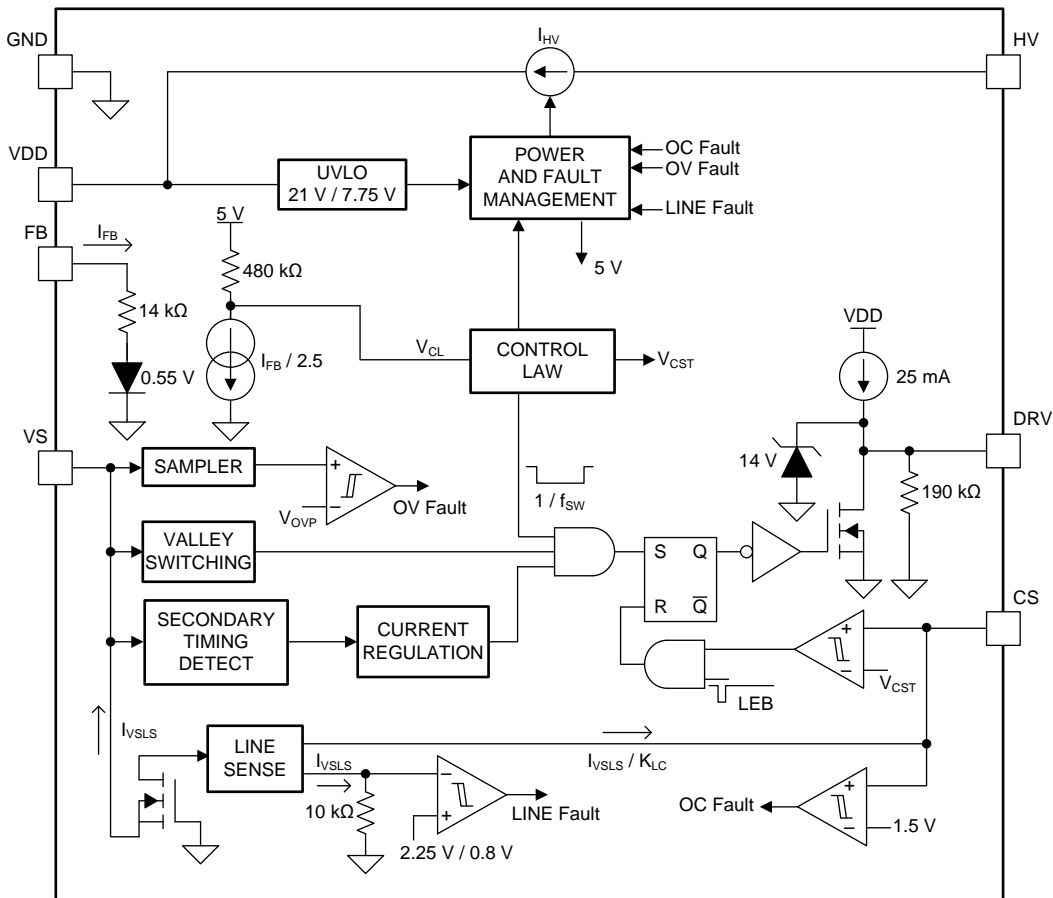 GND
HV
I_HV
VDD
UVLO
21 V / 7.75 V
POWER
AND FAULT
MANAGEMENT
OC Fault
OV Fault
LINE Fault
5 V
FB
I_FB
5 V
480 kΩ
14 kΩ
0.55 V
I_FB / 2.5
V_CL
CONTROL
LAW
V_CST
VDD
25 mA
14 V
DRV
190 kΩ
VS
SAMPLER
+
−
V_OVP
OV Fault
1 / f_SW
VALLEY
SWITCHING
S
Q
R
Q̅
SECONDARY
TIMING
DETECT
CURRENT
REGULATION
CS
+
−
V_CST
LEB
I_VSLS
LINE
SENSE
I_VSLS
10 kΩ
−
+
2.25 V / 0.8 V
LINE Fault
I_VSLS / K_LC
OC Fault
+
−
1.5 V